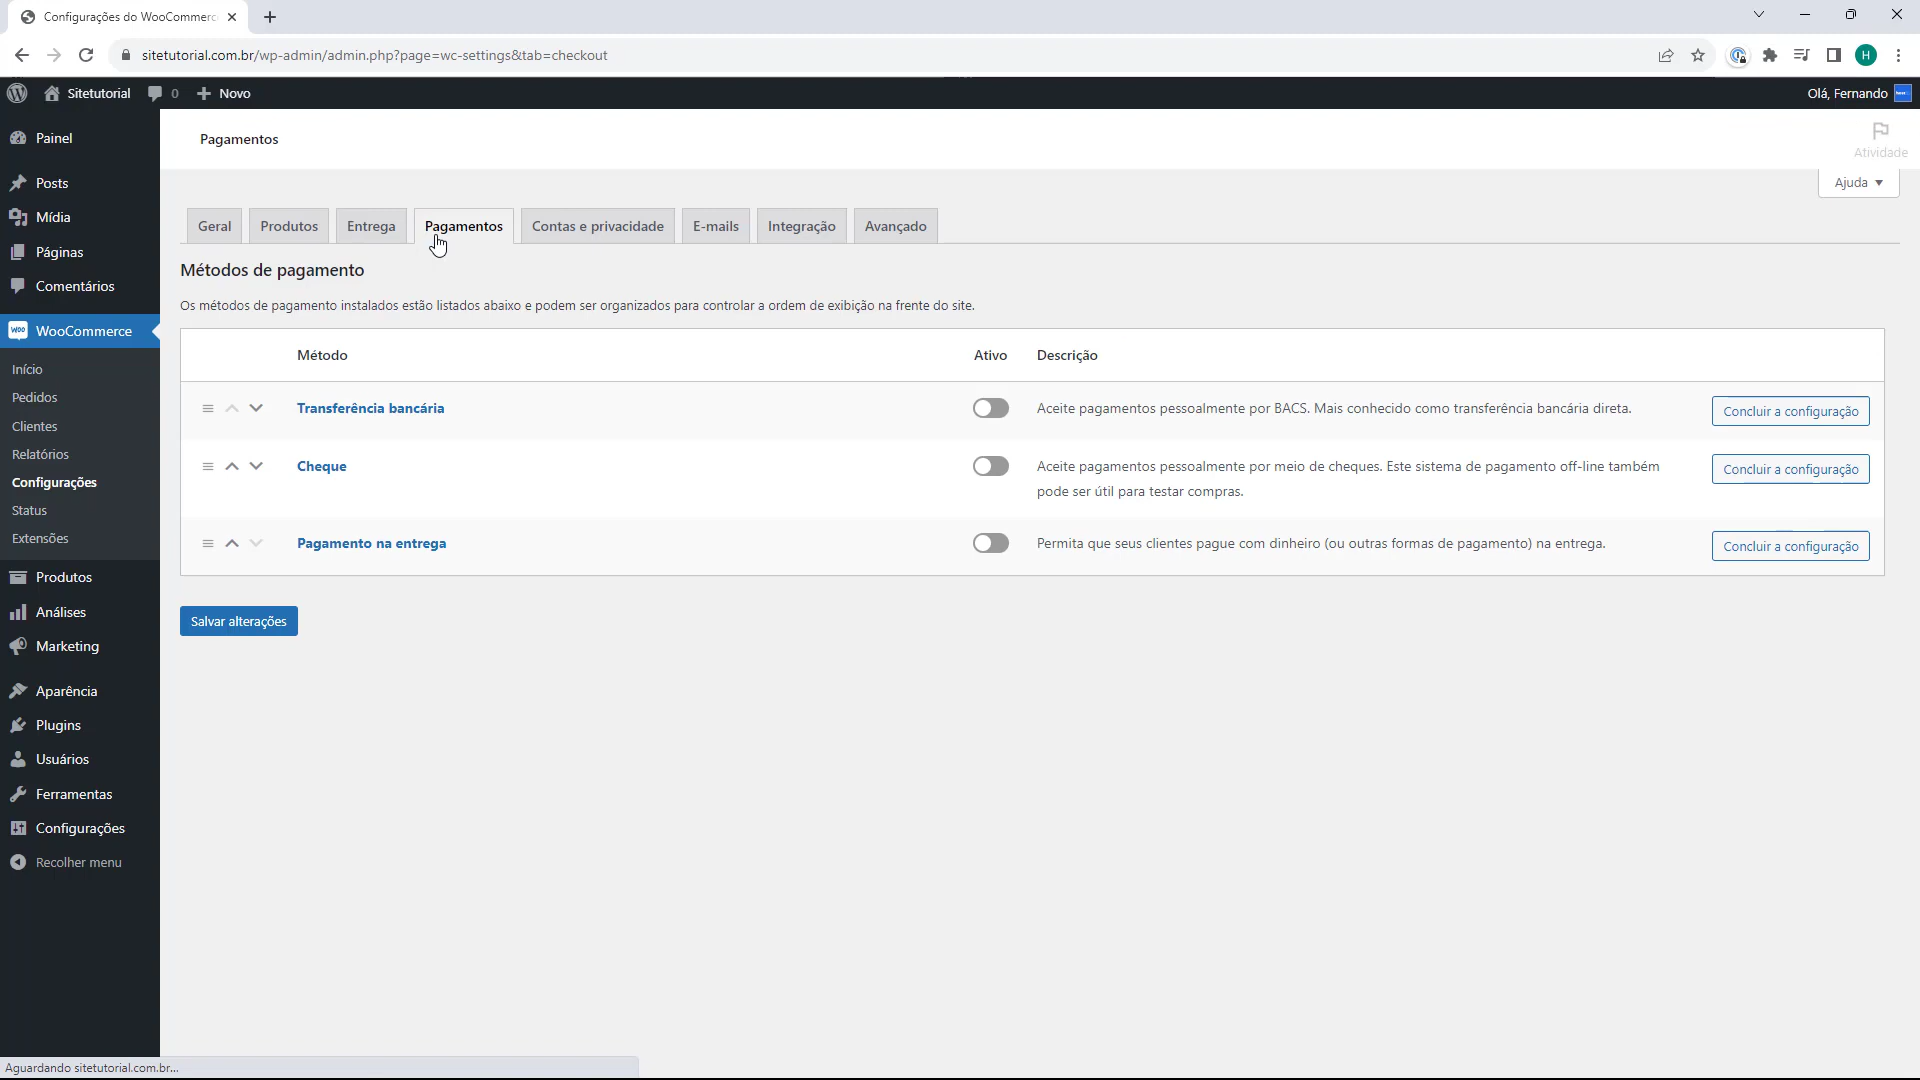 Configurações do WooCommerc
sitetutorial.com.br/wp-admin/admin.php?page=wc-settings&tab=checkout
H
Sitetutorial
0
Novo
Olá, Fernando
Painel
Posts
Mídia
Páginas
Comentários
woo
WooCommerce
Início
Pedidos
Clientes
Relatórios
Configurações
Status
Extensões
Produtos
Análises
Marketing
Aparência
Plugins
Usuários
Ferramentas
Configurações
Recolher menu
Pagamentos
Atividade
Ajuda
Geral
Produtos
Entrega
Pagamentos
Contas e privacidade
E-mails
Integração
Avançado
Métodos de pagamento
Os métodos de pagamento instalados estão listados abaixo e podem ser organizados para controlar a ordem de exibição na frente do site.
Método Ativo Descrição
Transferência bancária Aceite pagamentos pessoalmente por BACS. Mais conhecido como transferência bancária direta. Concluir a configuração
Cheque Aceite pagamentos pessoalmente por meio de cheques. Este sistema de pagamento off-line também Concluir a configuração
pode ser útil para testar compras.
Pagamento na entrega Permita que seus clientes pague com dinheiro (ou outras formas de pagamento) na entrega. Concluir a configuração
Salvar alterações
Aguardando sitetutorial.com.br...